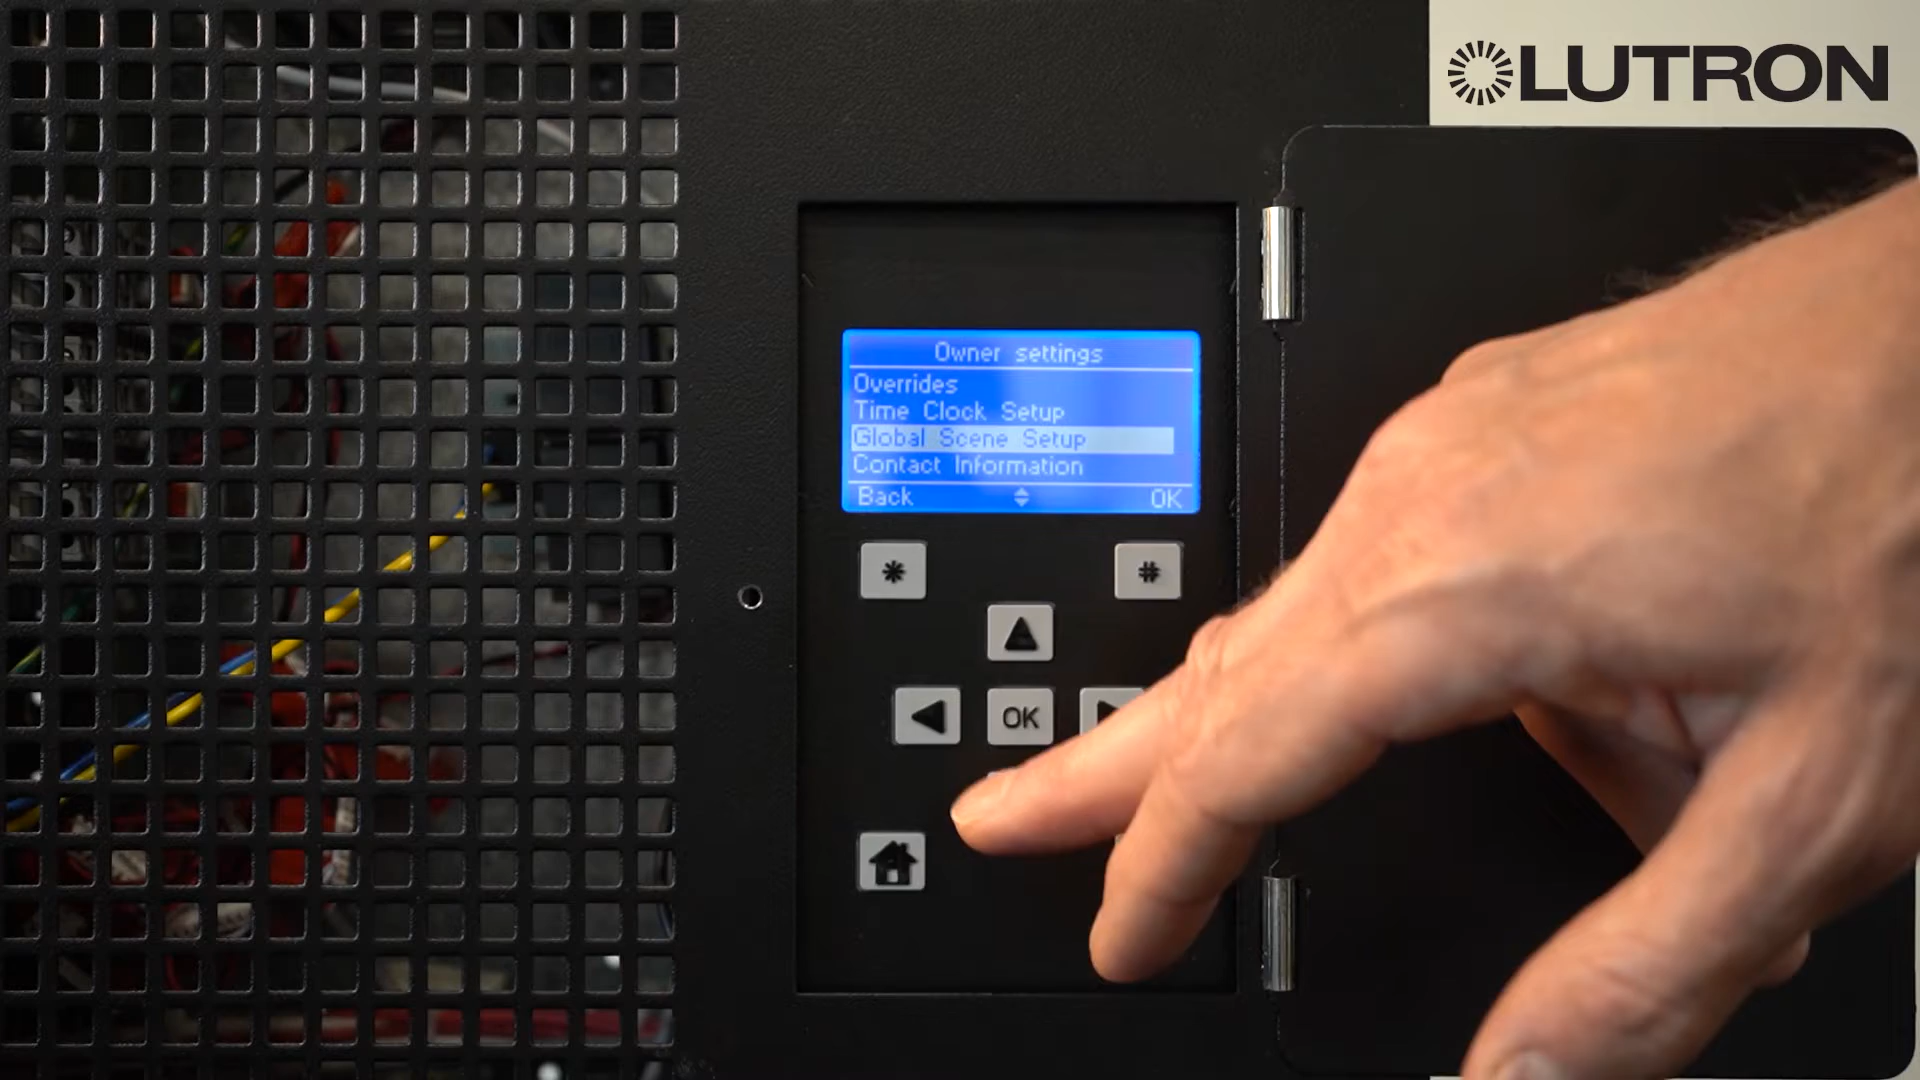 LUTRON
Owner settings
Overrides
Time Clock Setup
Global Scene Setup
Contact Information
Back OK
* #
OK